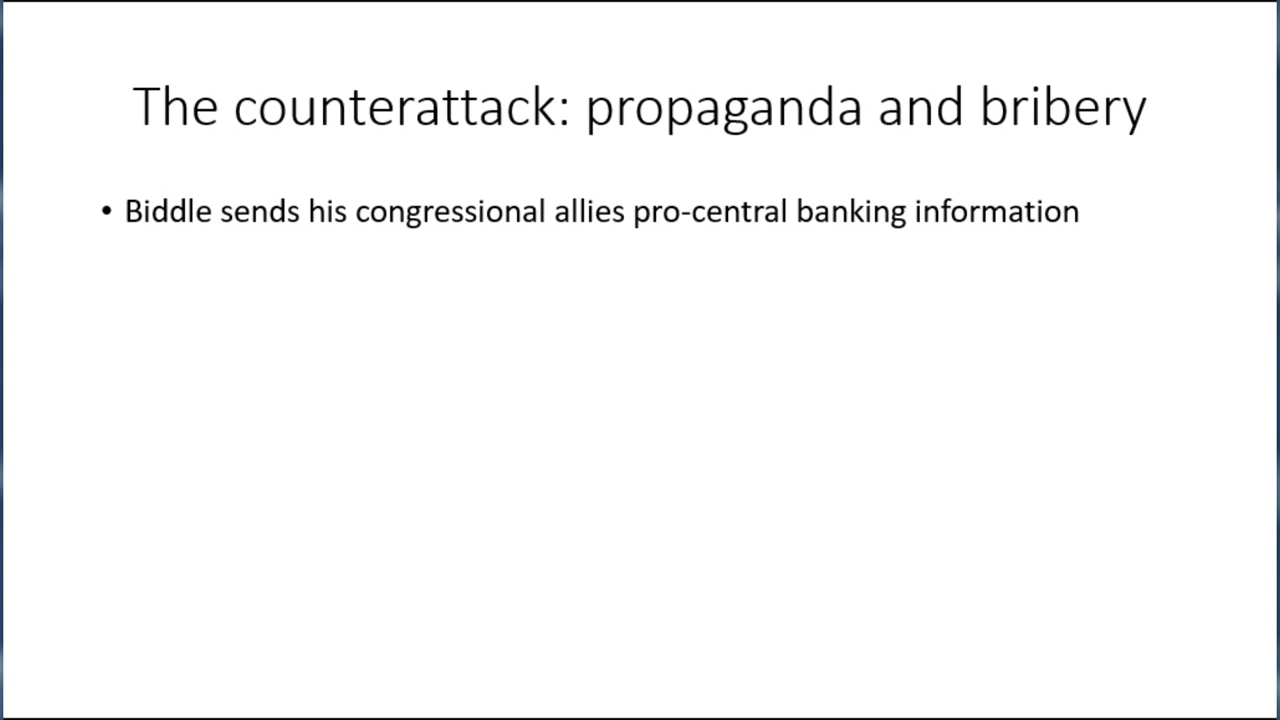 The counterattack: propaganda and bribery
• Biddle sends his congressional allies pro-central banking information